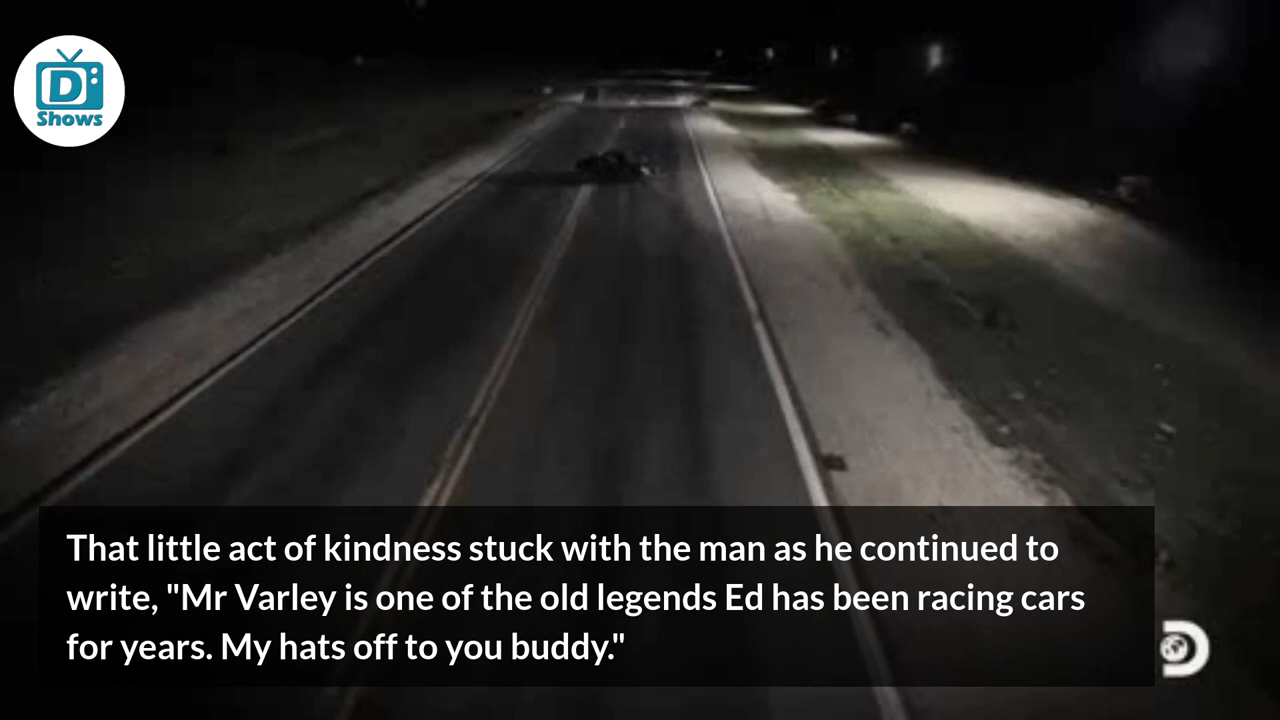 D
Shows
That little act of kindness stuck with the man as he continued to
write, "Mr Varley is one of the old legends Ed has been racing cars
for years. My hats off to you buddy."
D